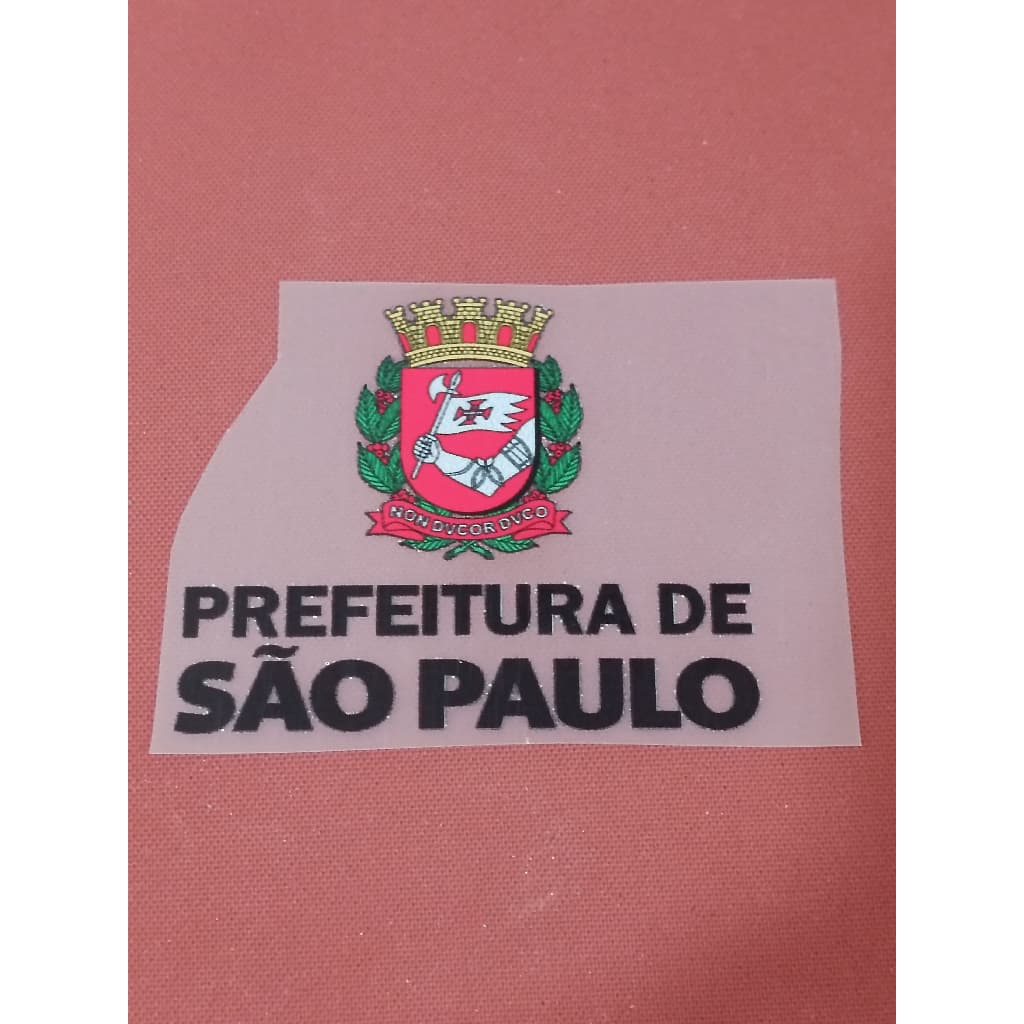 NON DVCOR DVCO
PREFEITURA DE
SÃO PAULO